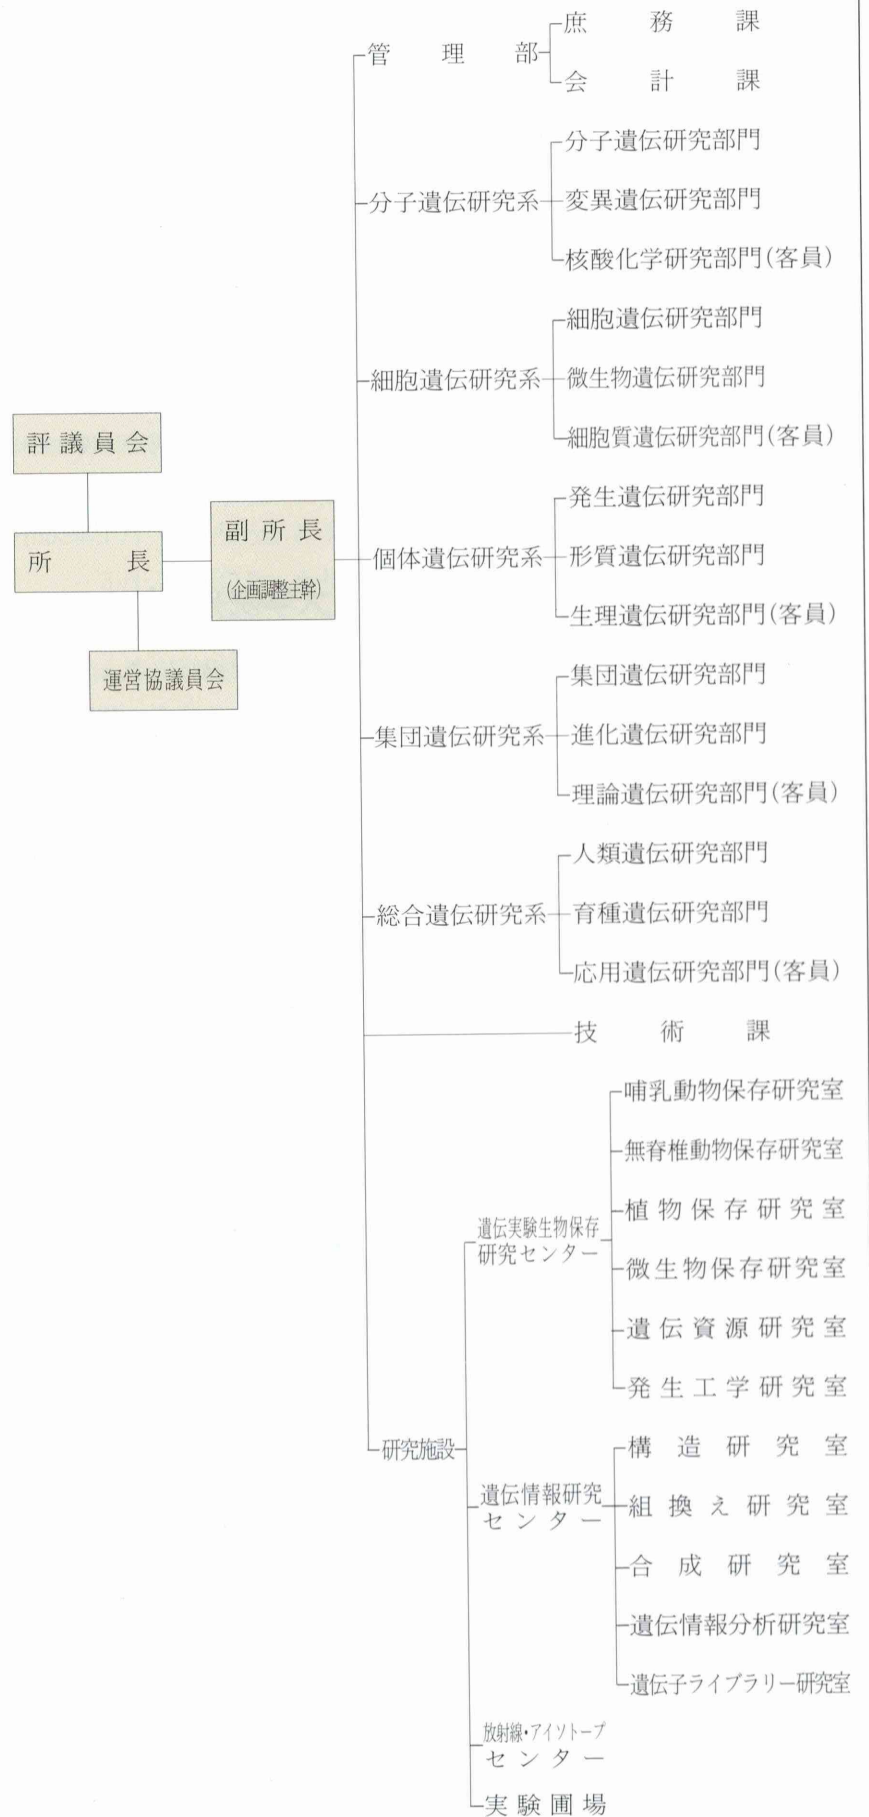 評議員会
所長
運営協議員会
副所長
(企画調整主幹)
管理部
庶務課
会計課
分子遺伝研究系
分子遺伝研究部門
変異遺伝研究部門
核酸化学研究部門(客員)
細胞遺伝研究系
細胞遺伝研究部門
微生物遺伝研究部門
細胞質遺伝研究部門(客員)
個体遺伝研究系
発生遺伝研究部門
形質遺伝研究部門
生理遺伝研究部門(客員)
集団遺伝研究系
集団遺伝研究部門
進化遺伝研究部門
理論遺伝研究部門(客員)
総合遺伝研究系
人類遺伝研究部門
育種遺伝研究部門
応用遺伝研究部門(客員)
技術課
研究施設
遺伝実験生物保存
研究センター
哺乳動物保存研究室
無脊椎動物保存研究室
植物保存研究室
微生物保存研究室
遺伝資源研究室
発生工学研究室
遺伝情報研究
センター
構造研究室
組換え研究室
合成研究室
遺伝情報分析研究室
遺伝子ライブラリー研究室
放射線・アイソトープ
センター
実験圃場